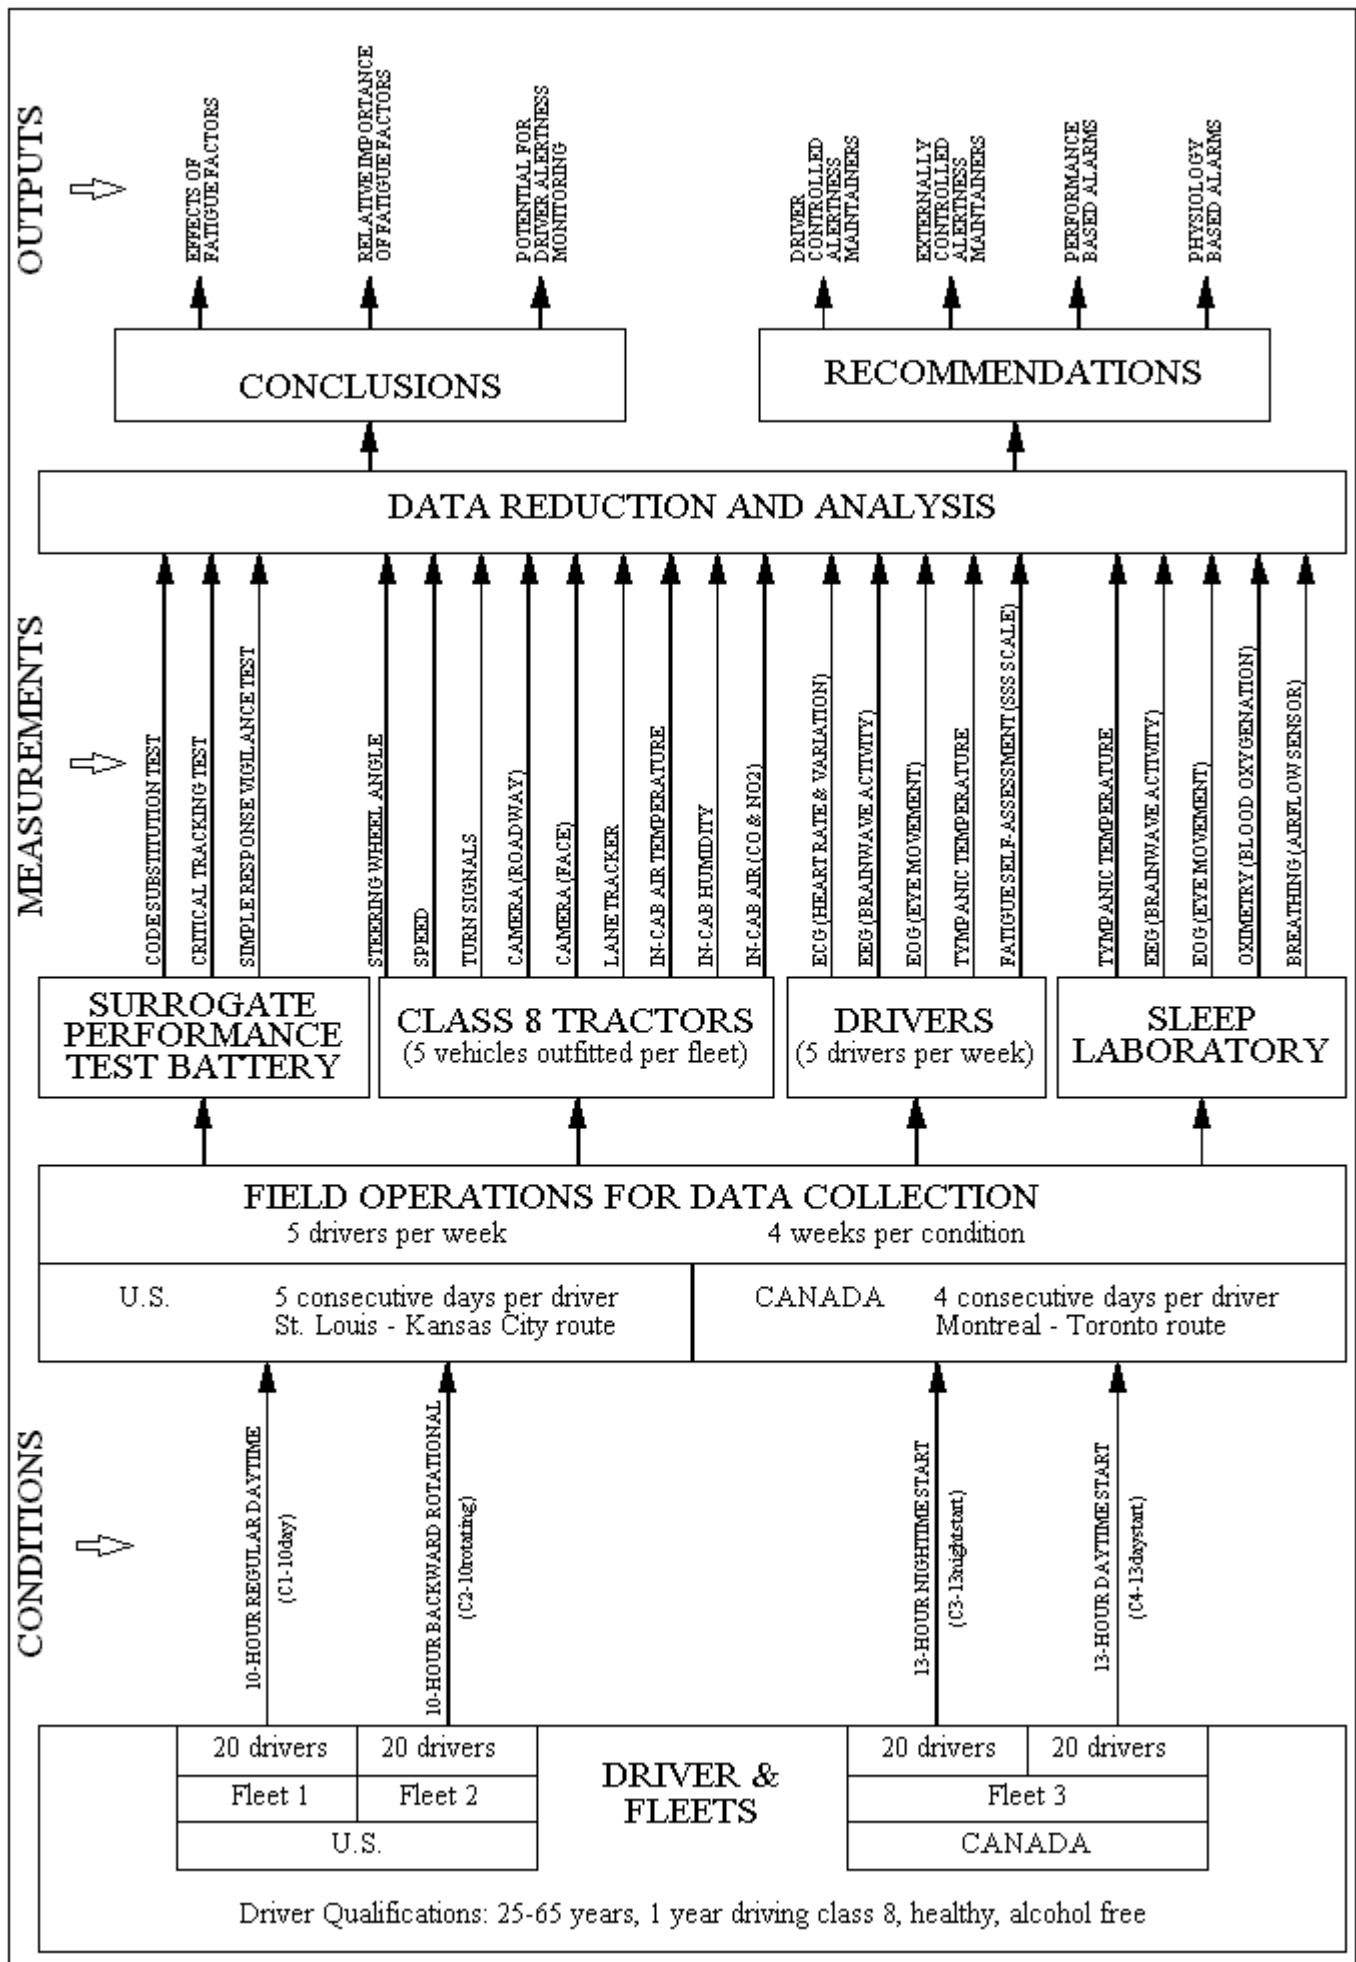 OUTPUTS
EFFECTS OF
FATIGUE FACTORS
RELATIVE IMPORTANCE
OF FATIGUE FACTORS
POTENTIAL FOR
DRIVER ALERTNESS
MONITORING
DRIVER
CONTROLLED
ALERTNESS
MAINTAINERS
EXTERNALLY
CONTROLLED
ALERTNESS
MAINTAINERS
PERFORMANCE
BASED ALARMS
PHYSIOLOGY
BASED ALARMS
CONCLUSIONS
RECOMMENDATIONS
DATA REDUCTION AND ANALYSIS
MEASUREMENTS
CODE SUBSTITUTION TEST
CRITICAL TRACKING TEST
SIMPLE RESPONSE VIGILANCE TEST
STEERING WHEEL ANGLE
SPEED
TURN SIGNALS
CAMERA (ROADWAY)
CAMERA (FACE)
LANE TRACKER
IN-CAB AIR TEMPERATURE
IN-CAB HUMIDITY
IN-CAB AIR (CO & NO2)
ECG (HEART RATE & VARIATION)
EEG (BRAINWAVE ACTIVITY)
EOG (EYE MOVEMENT)
TYMPANIC TEMPERATURE
FATIGUE SELF-ASSESSMENT (SSS SCALE)
TYMPANIC TEMPERATURE
EEG (BRAINWAVE ACTIVITY)
EOG (EYE MOVEMENT)
OXIMETRY (BLOOD OXYGENATION)
BREATHING (AIRFLOW SENSOR)
SURROGATE
PERFORMANCE
TEST BATTERY
CLASS 8 TRACTORS
(5 vehicles outfitted per fleet)
DRIVERS
(5 drivers per week)
SLEEP
LABORATORY
FIELD OPERATIONS FOR DATA COLLECTION
5 drivers per week 4 weeks per condition
U.S. 5 consecutive days per driver
St. Louis - Kansas City route
CANADA 4 consecutive days per driver
Montreal - Toronto route
CONDITIONS
10-HOUR REGULAR DAYTIME
(C1-10day)
10-HOUR BACKWARD ROTATIONAL
(C2-10rotating)
13-HOUR NIGHTIME START
(C3-13nightstart)
13-HOUR DAYTIME START
(C4-13daystart)
20 drivers
20 drivers
Fleet 1
Fleet 2
U.S.
DRIVER &
FLEETS
20 drivers
20 drivers
Fleet 3
CANADA
Driver Qualifications: 25-65 years, 1 year driving class 8, healthy, alcohol free